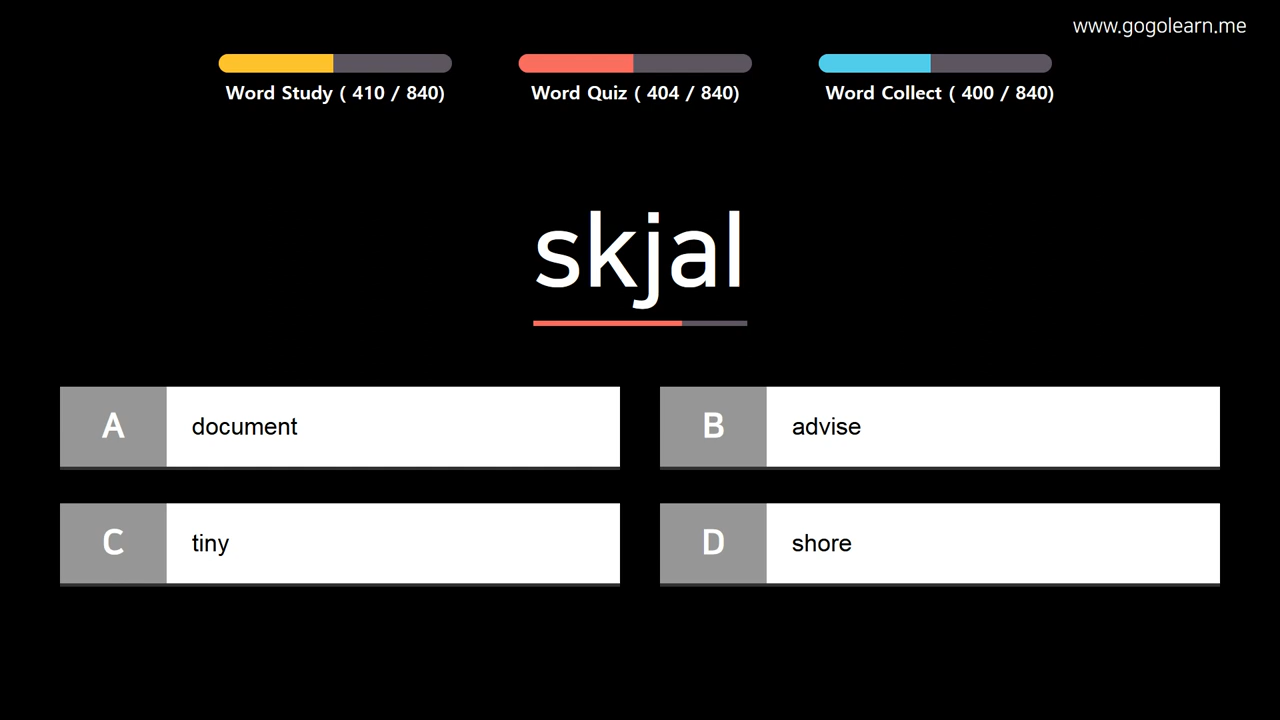 www.gogolearn.me
Word Study ( 410 / 840)
Word Quiz ( 404 / 840)
Word Collect ( 400 / 840)
skjal
A document
B advise
C tiny
D shore